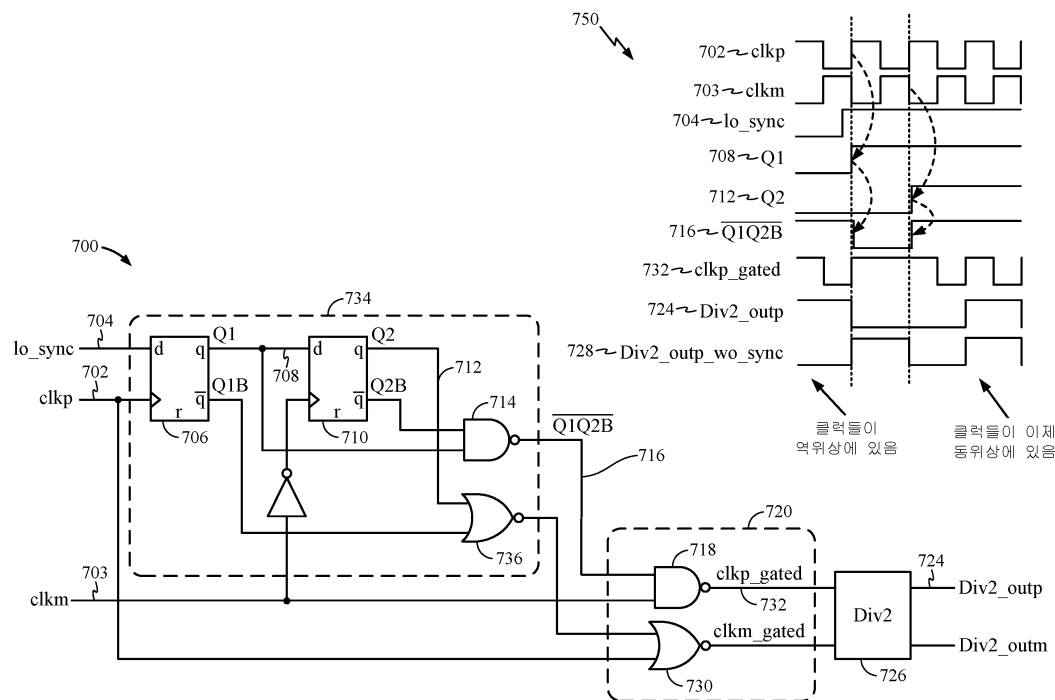 750
702 clkp
703 clkm
704 lo_sync
708 Q1
712 Q2
716 Q1Q2B
732 clkp_gated
724 Div2_outp
728 Div2_outp_wo_sync
클럭들이
역위상에 있음
클럭들이 이제
동위상에 있음
700
734
704
lo_sync
702
clkp
d q
q
r
706
Q1
Q1B
708
d q
q
r
710
Q2
Q2B
712
714
Q1Q2B
716
736
703
clkm
720
718
clkp_gated
732
clkm_gated
730
Div2
726
724
Div2_outp
Div2_outm